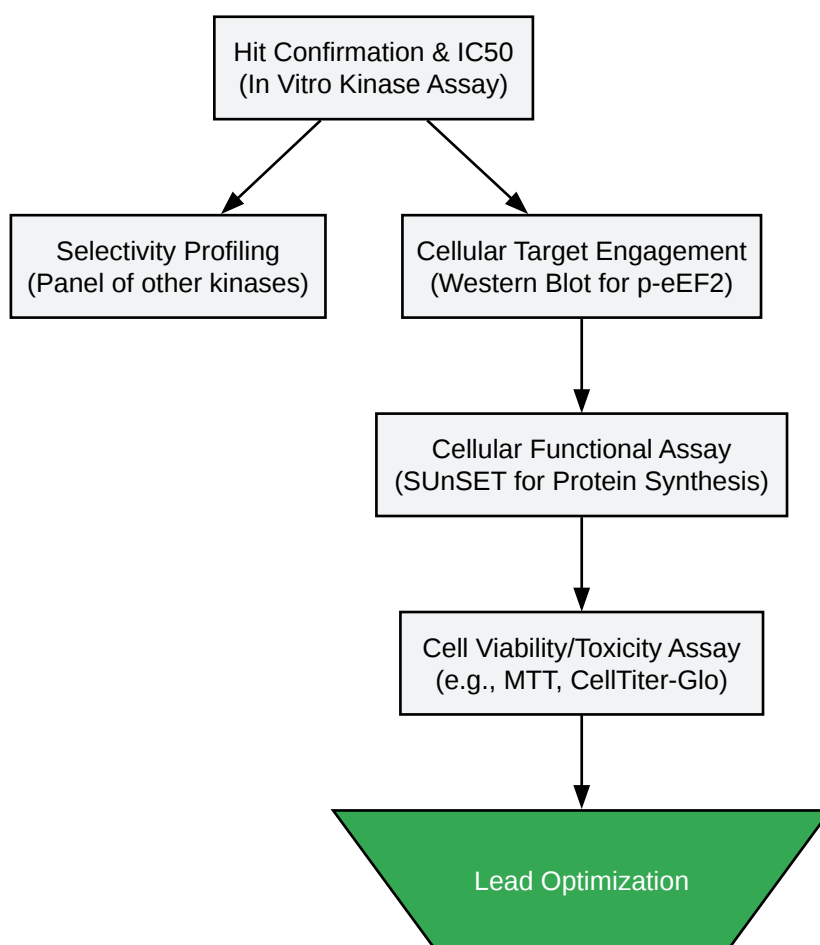 Hit Confirmation & IC50
(In Vitro Kinase Assay)
Selectivity Profiling
(Panel of other kinases)
Cellular Target Engagement
(Western Blot for p-eEF2)
Cellular Functional Assay
(SUnSET for Protein Synthesis)
Cell Viability/Toxicity Assay
(e.g., MTT, CellTiter-Glo)
Lead Optimization